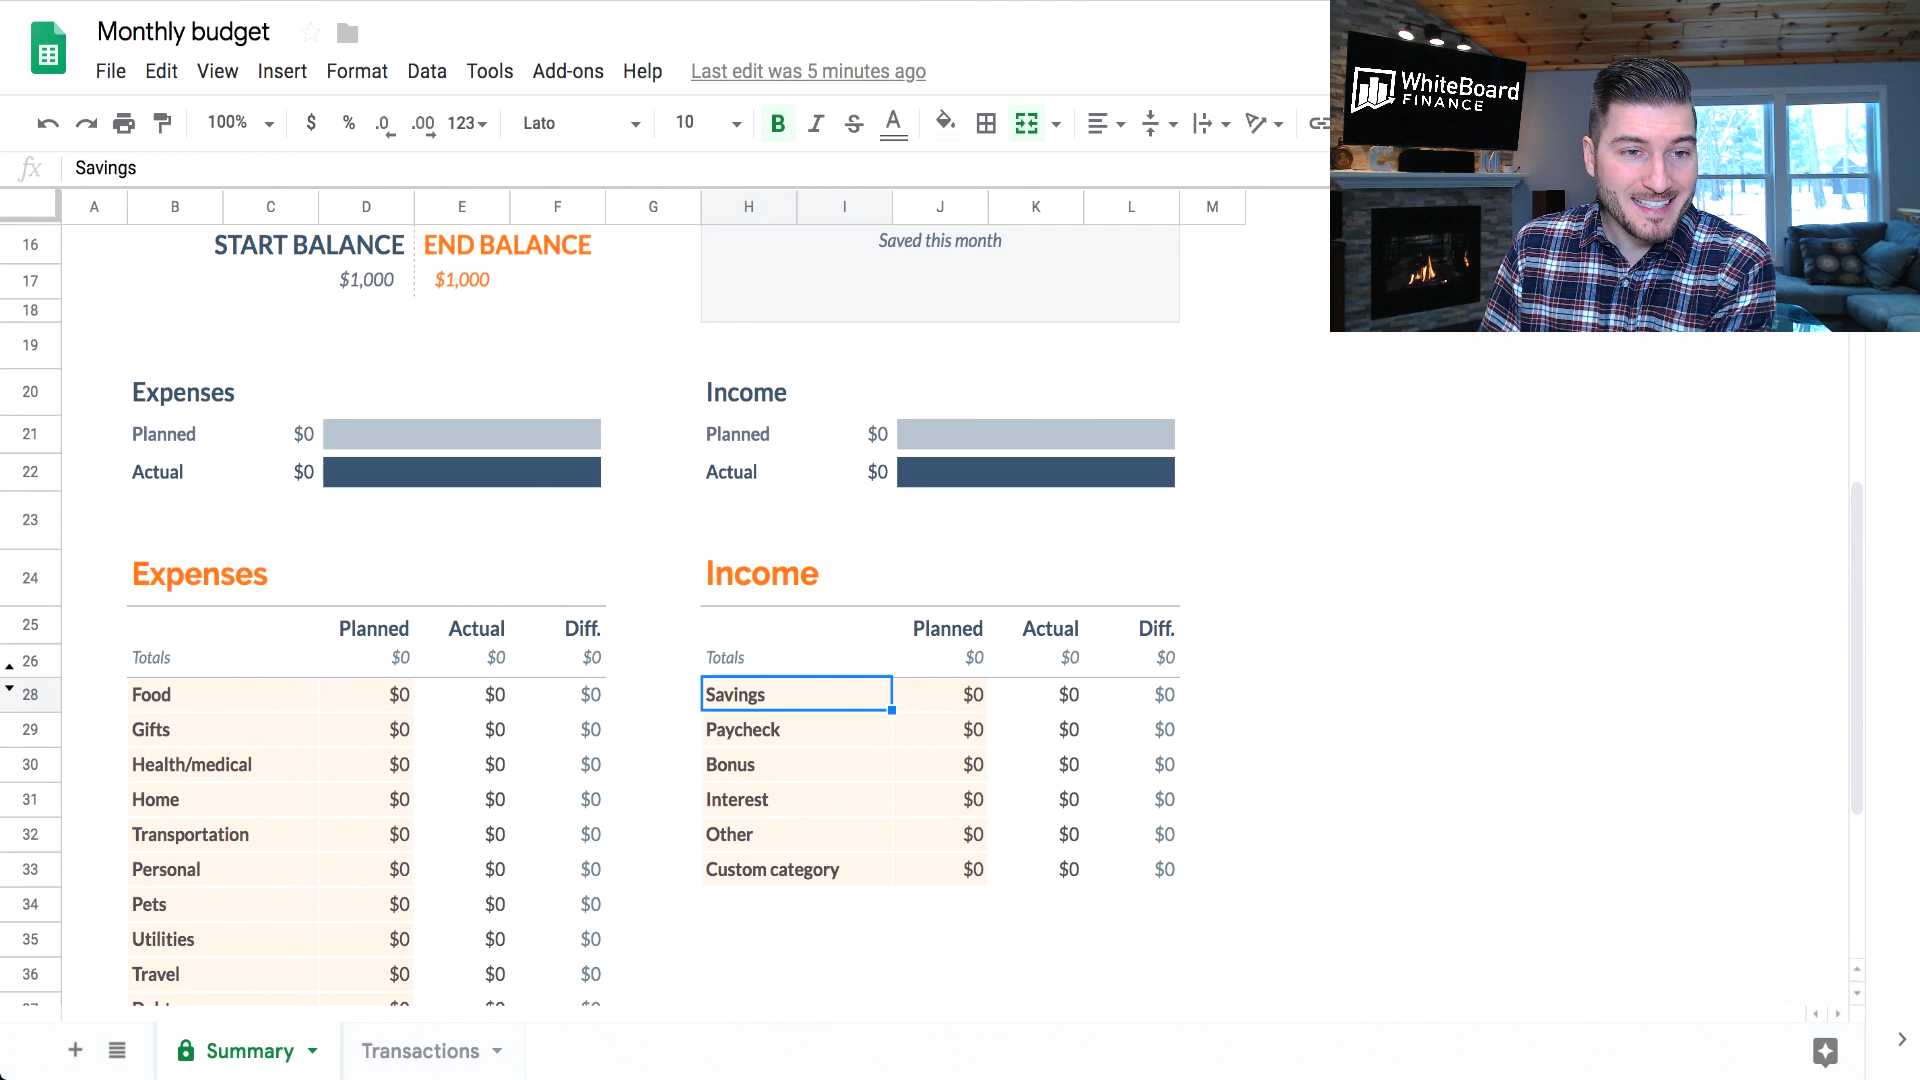 Monthly budget
File Edit View Insert Format Data Tools Add-ons Help Last edit was 5 minutes ago
100% $ % .0 .00 123 Lato 10 B I S A
fx Savings
A B C D E F G H I J K L M
16 START BALANCE END BALANCE Saved this month
17 $1,000 $1,000
18
19
20 Expenses Income
21 Planned $0 Planned $0
22 Actual $0 Actual $0
23
24 Expenses Income
25 Planned Actual Diff. Planned Actual Diff.
26 Totals $0 $0 $0 Totals $0 $0 $0
28 Food $0 $0 $0 Savings $0 $0 $0
29 Gifts $0 $0 $0 Paycheck $0 $0 $0
30 Health/medical $0 $0 $0 Bonus $0 $0 $0
31 Home $0 $0 $0 Interest $0 $0 $0
32 Transportation $0 $0 $0 Other $0 $0 $0
33 Personal $0 $0 $0 Custom category $0 $0 $0
34 Pets $0 $0 $0
35 Utilities $0 $0 $0
36 Travel $0 $0 $0
Summary Transactions
WhiteBoard
FINANCE